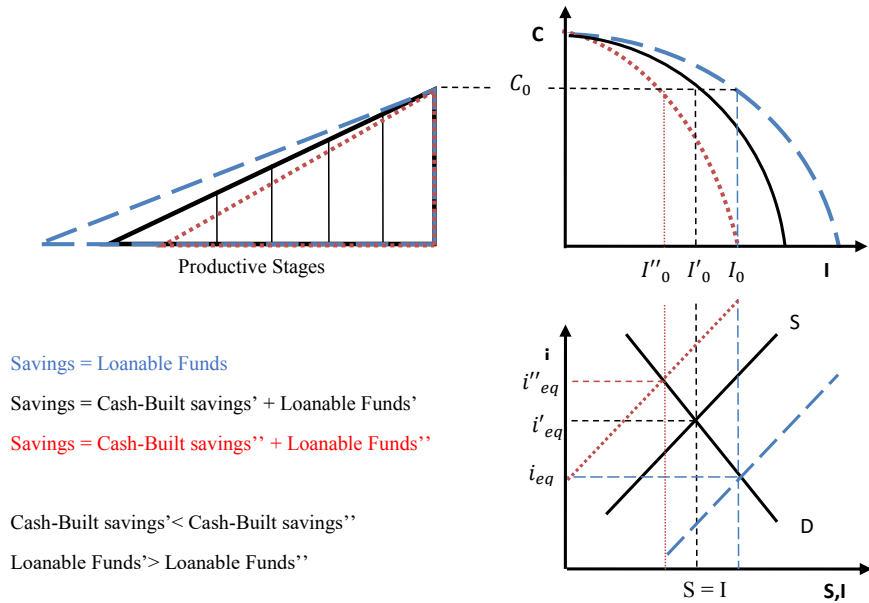 C
C₀
Productive Stages
I''₀ I'₀ I₀ I
Savings = Loanable Funds
Savings = Cash-Built savings’ + Loanable Funds’
Savings = Cash-Built savings’’ + Loanable Funds’’
Cash-Built savings’< Cash-Built savings’’
Loanable Funds’> Loanable Funds’’
S
i
i''eq
i'eq
ieq
D
S = I S,I